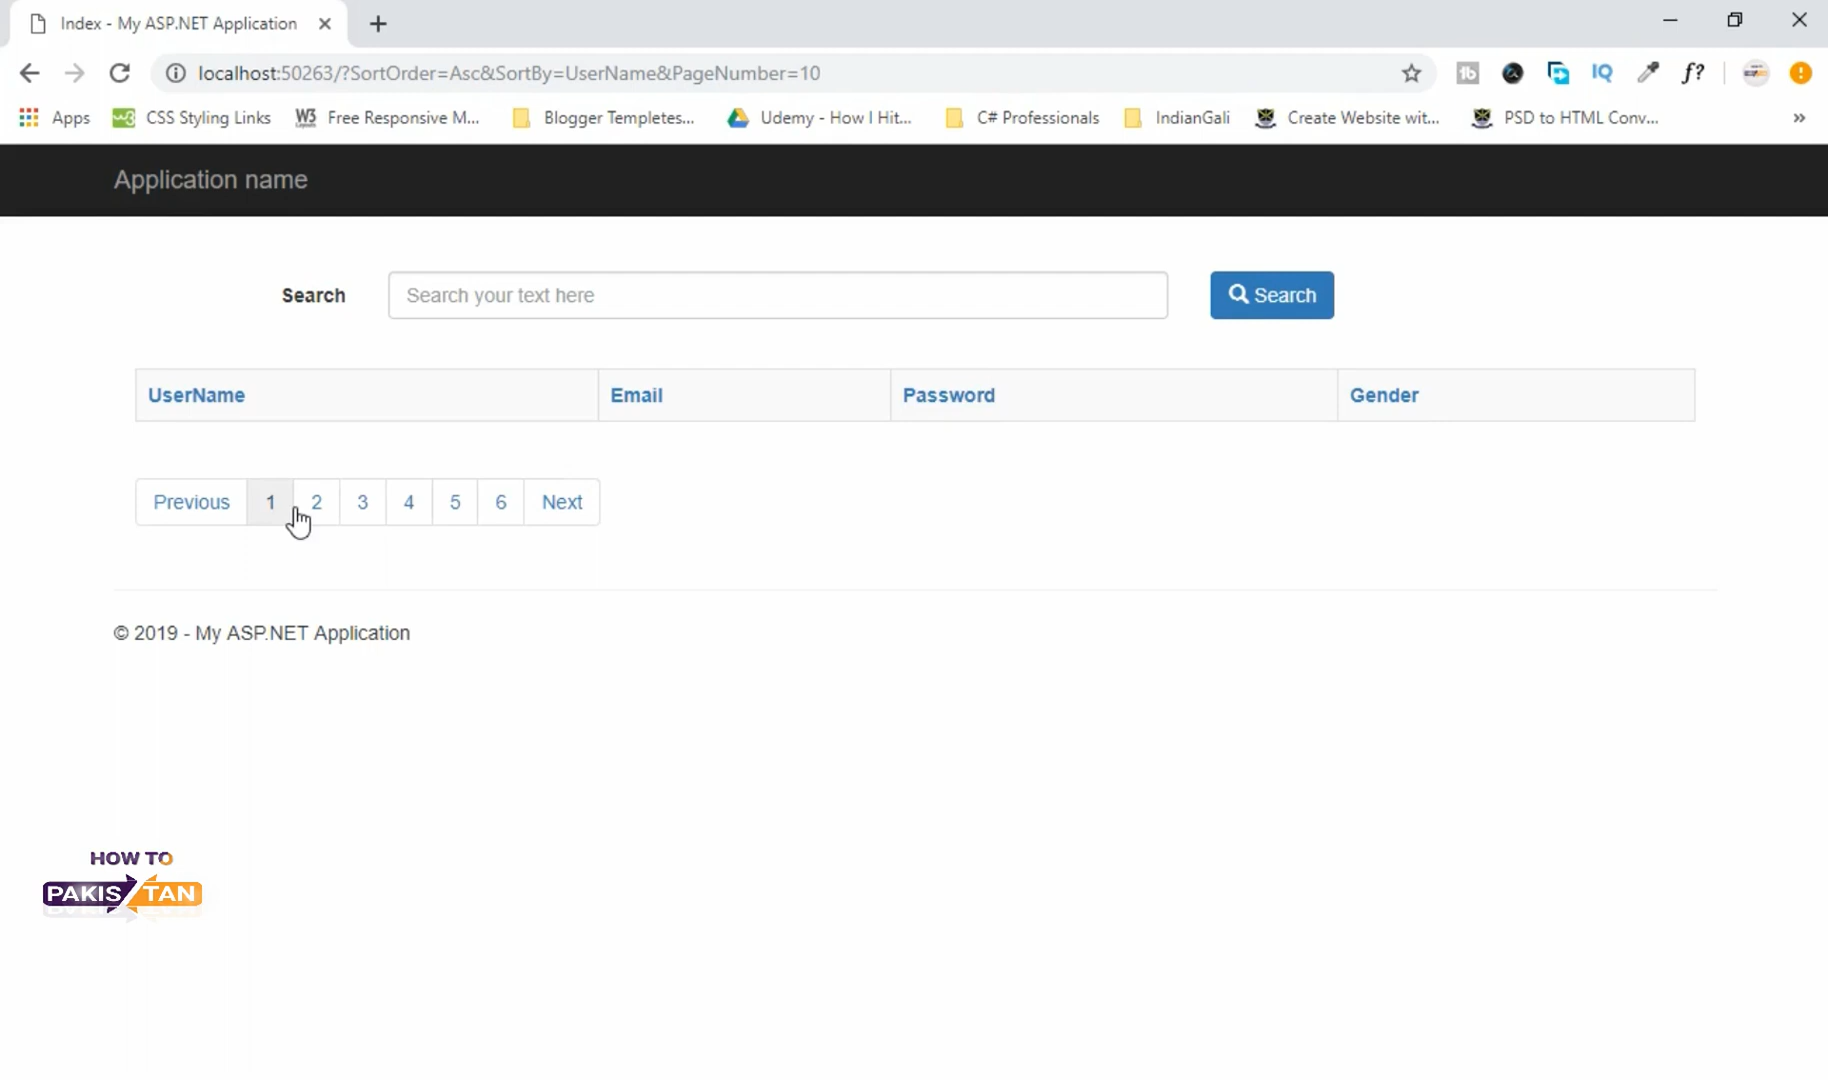 Index - My ASP.NET Application
localhost:50263/?SortOrder=Asc&SortBy=UserName&PageNumber=10
Apps CSS Styling Links Free Responsive M... Blogger Templetes... Udemy - How I Hit... C# Professionals IndianGali Create Website wit... PSD to HTML Conv... »
Application name
Search Search your text here Search
UserName Email Password Gender
Previous 1 2 3 4 5 6 Next
© 2019 - My ASP.NET Application
HOW TO
PAKISTAN